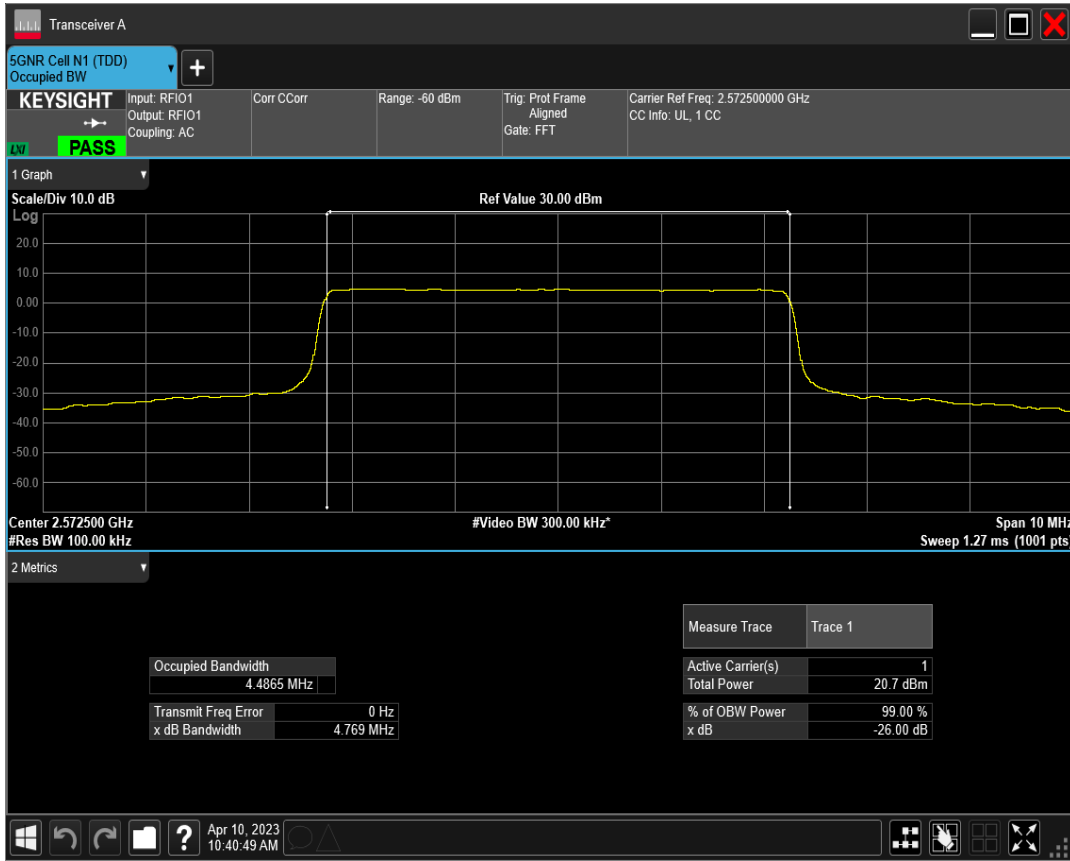 Transceiver A
5GNR Cell N1 (TDD)
Occupied BW
+
KEYSIGHT
LXI
PASS
Input: RFIO1
Output: RFIO1
Coupling: AC
Corr CCorr
Range: -60 dBm
Trig: Prot Frame
Aligned
Gate: FFT
Carrier Ref Freq: 2.572500000 GHz
CC Info: UL, 1 CC
1 Graph
Scale/Div 10.0 dB
Ref Value 30.00 dBm
Log
20.0
10.0
0.00
-10.0
-20.0
-30.0
-40.0
-50.0
-60.0
Center 2.572500 GHz
#Video BW 300.00 kHz*
Span 10 MHz
#Res BW 100.00 kHz
Sweep 1.27 ms (1001 pts)
2 Metrics
Measure Trace Trace 1
Occupied Bandwidth
4.4865 MHz
Transmit Freq Error 0 Hz
x dB Bandwidth 4.769 MHz
Active Carrier(s) 1
Total Power 20.7 dBm
% of OBW Power 99.00 %
x dB -26.00 dB
?
Apr 10, 2023
10:40:49 AM